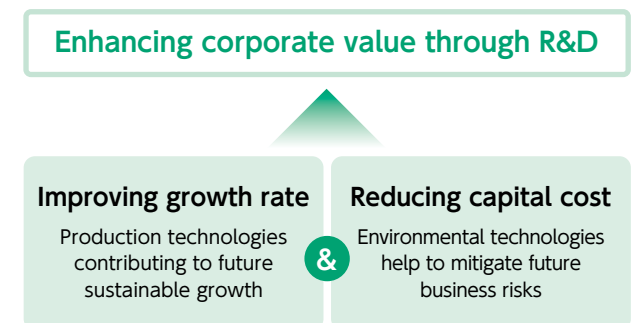 Enhancing corporate value through R&D
Improving growth rate
Production technologies
contributing to future
sustainable growth
&
Reducing capital cost
Environmental technologies
help to mitigate future
business risks